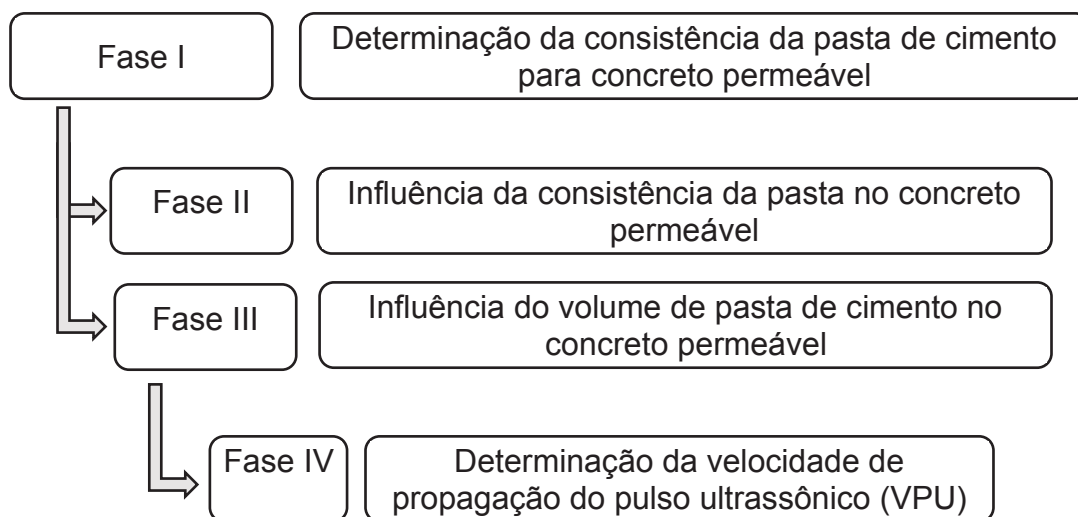 Fase I
Determinação da consistência da pasta de cimento
para concreto permeável
Fase II
Influência da consistência da pasta no concreto
permeável
Fase III
Influência do volume de pasta de cimento no
concreto permeável
Fase IV
Determinação da velocidade de
propagação do pulso ultrassônico (VPU)